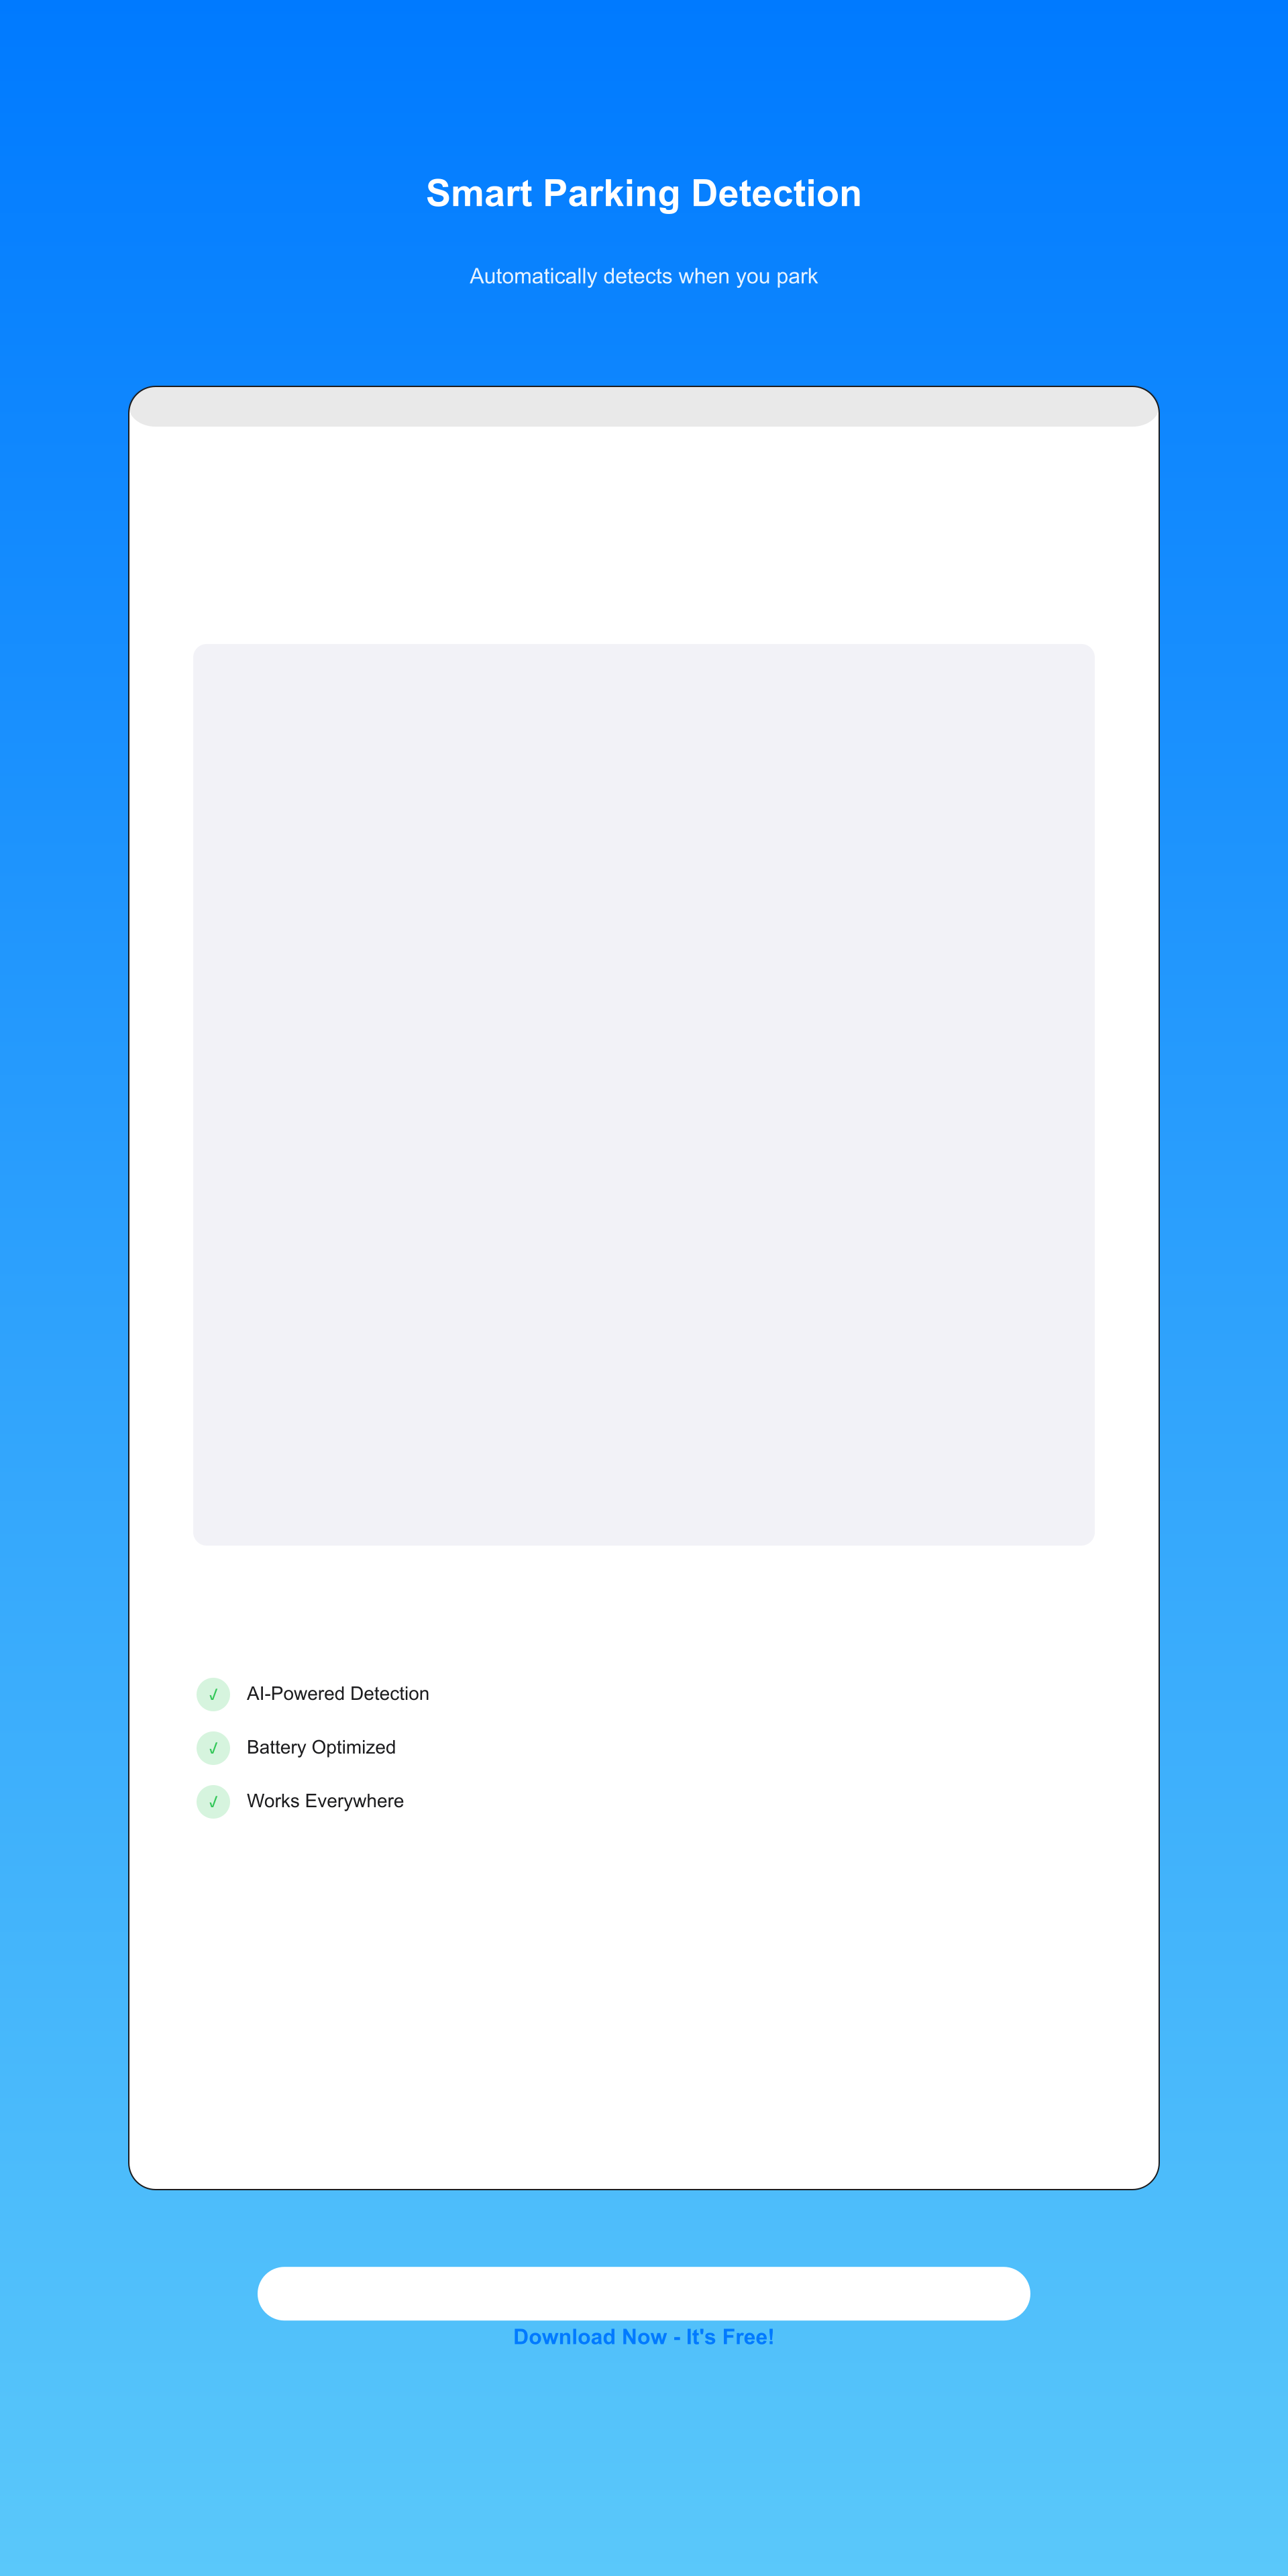 Smart Parking Detection
Automatically detects when you park
✓ AI-Powered Detection
✓ Battery Optimized
✓ Works Everywhere
Download Now - It's Free!